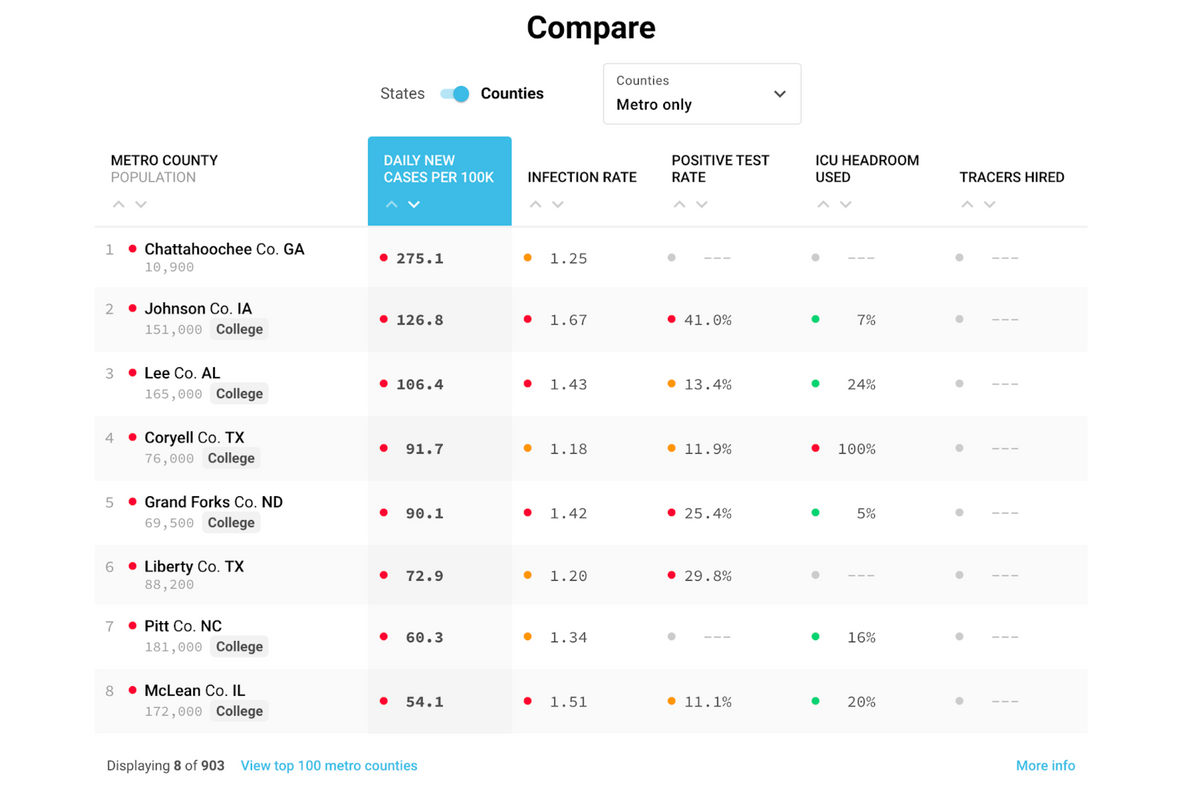 Compare
States Counties
Counties
Metro only
METRO COUNTY
POPULATION
DAILY NEW
CASES PER 100K
INFECTION RATE
POSITIVE TEST
RATE
ICU HEADROOM
USED
TRACERS HIRED
1 Chattahoochee Co. GA
10,900
275.1 1.25 --- --- ---
2 Johnson Co. IA
151,000 College
126.8 1.67 41.0% 7% ---
3 Lee Co. AL
165,000 College
106.4 1.43 13.4% 24% ---
4 Coryell Co. TX
76,000 College
91.7 1.18 11.9% 100% ---
5 Grand Forks Co. ND
69,500 College
90.1 1.42 25.4% 5% ---
6 Liberty Co. TX
88,200
72.9 1.20 29.8% --- ---
7 Pitt Co. NC
181,000 College
60.3 1.34 --- 16% ---
8 McLean Co. IL
172,000 College
54.1 1.51 11.1% 20% ---
Displaying 8 of 903 View top 100 metro counties More info